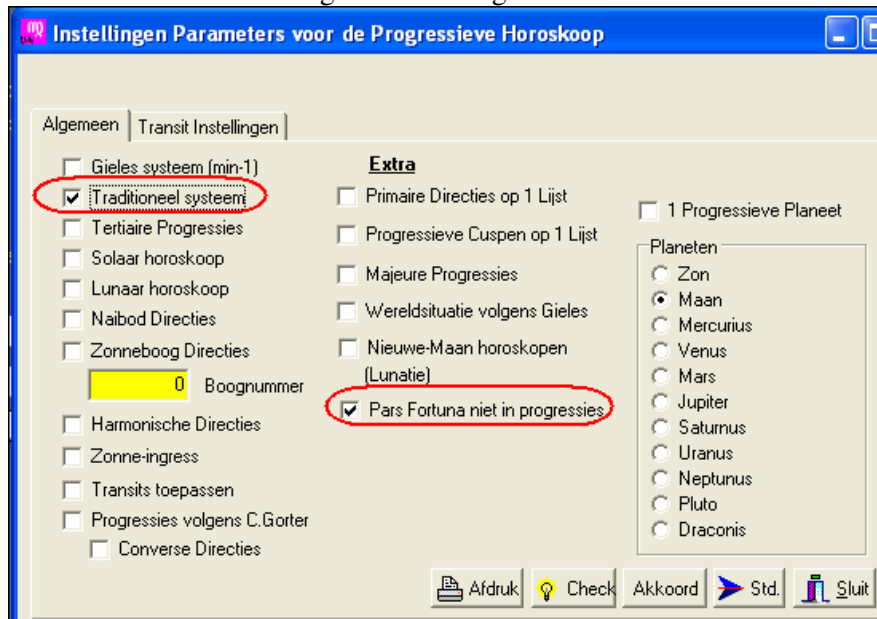 Instellingen Parameters voor de Progressieve Horoskoop
Algemeen
Transit Instellingen
Gieles systeem (min-1)
Traditioneel systeem
Tertiaire Progressies
Solaar horoskoop
Lunaar horoskoop
Naibod Directies
Zonneboog Directies
0 Boognummer
Harmonische Directies
Zonne-ingress
Transits toepassen
Progressies volgens C.Gorter
Converse Directies
Extra
Primaire Directies op 1 Lijst
Progressieve Cuspen op 1 Lijst
Majeure Progressies
Wereldsituatie volgens Gieles
Nieuwe-Maan horoskopen
(Lunatie)
Pars Fortuna niet in progressies
1 Progressieve Planeet
Planeten
Zon
Maan
Mercurius
Venus
Mars
Jupiter
Saturnus
Uranus
Neptunus
Pluto
Draconis
Afdruk
Check
Akkoord
Std.
Sluit